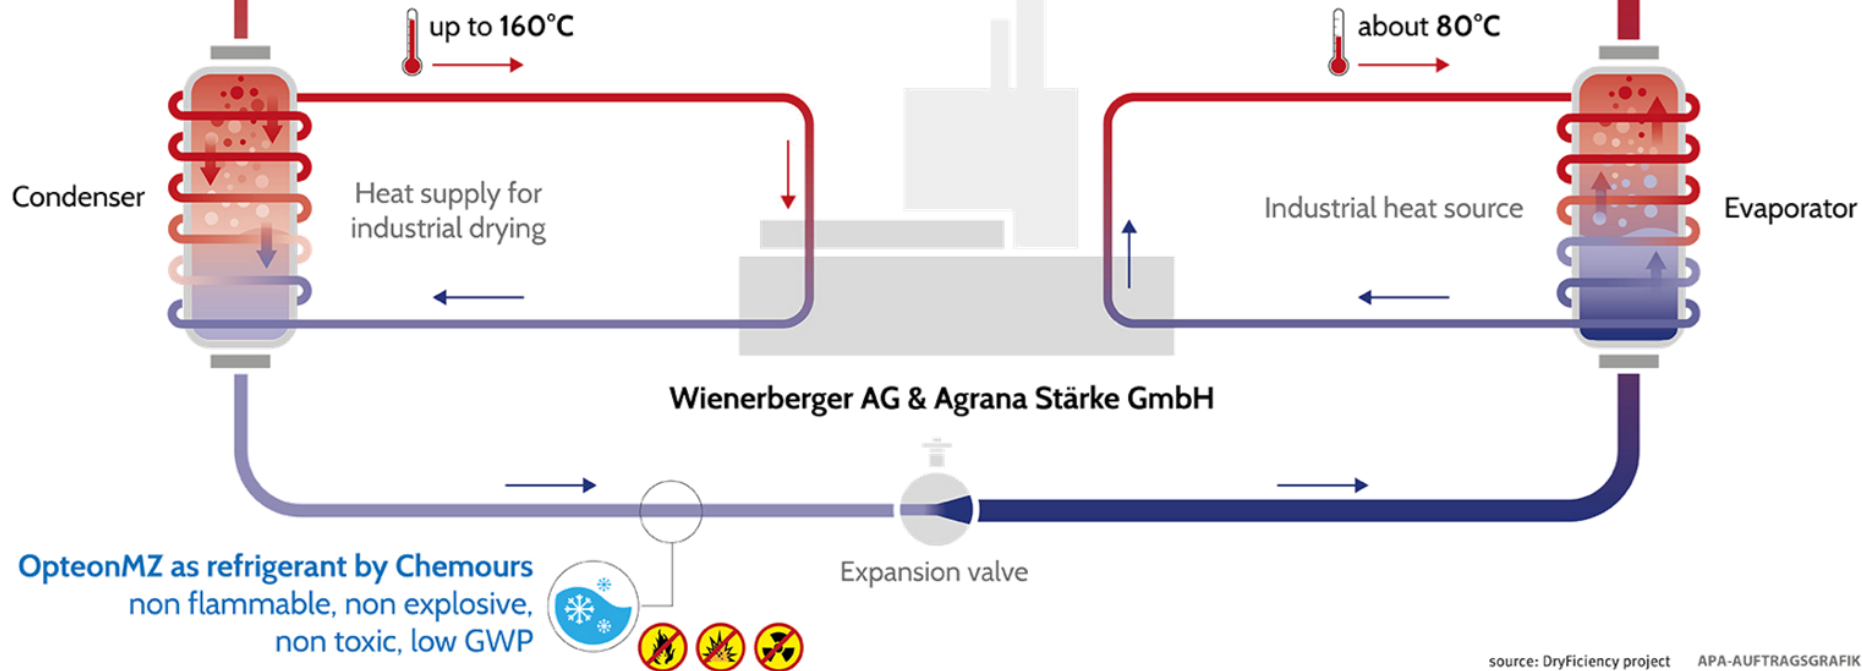 up to 160°C
about 80°C
Condenser
Heat supply for
industrial drying
Industrial heat source
Evaporator
Wienerberger AG & Agrana Stärke GmbH
Expansion valve
OpteonMZ as refrigerant by Chemours
non flammable, non explosive,
non toxic, low GWP
source: DryFiciency project APA-AUFTRAGSGRAFIK